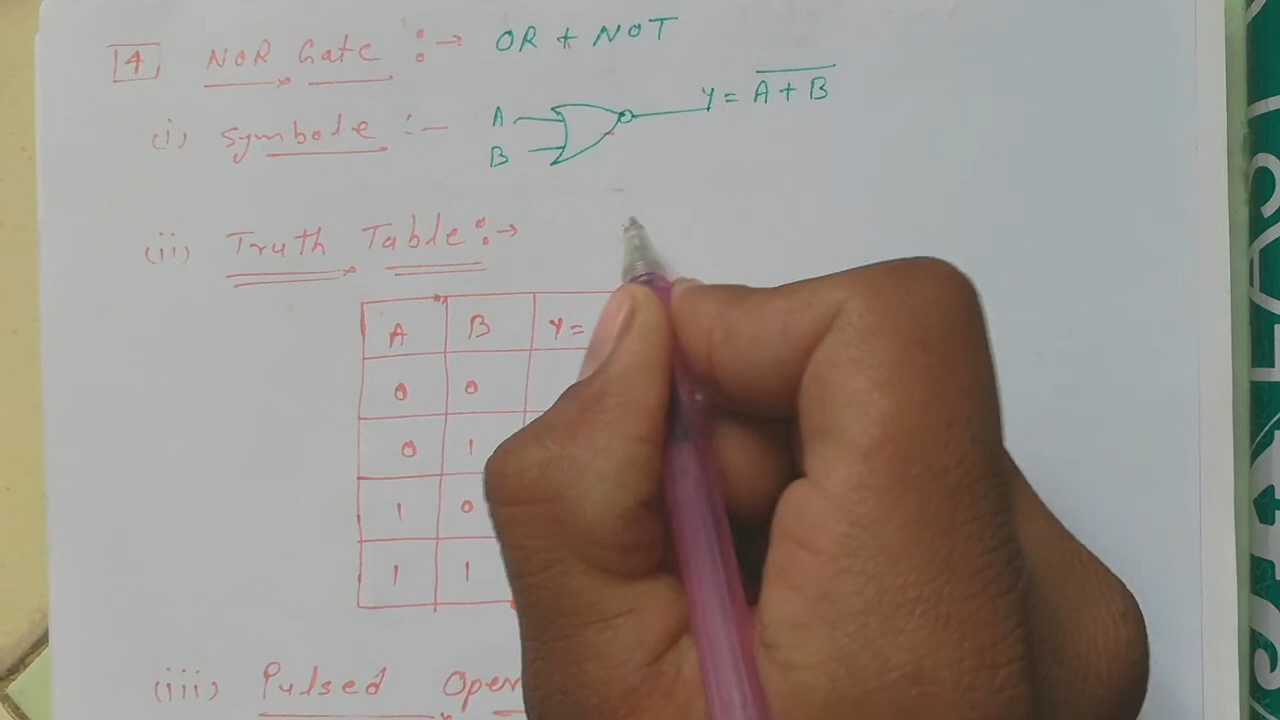 4 NOR Gate :→ OR + NOT
(i) Symbole :- A B Y = \overline{A + B}
(ii) Truth Table :→
A B Y =
0 0
0 1
1 0
1 1
(iii) Pulsed Oper